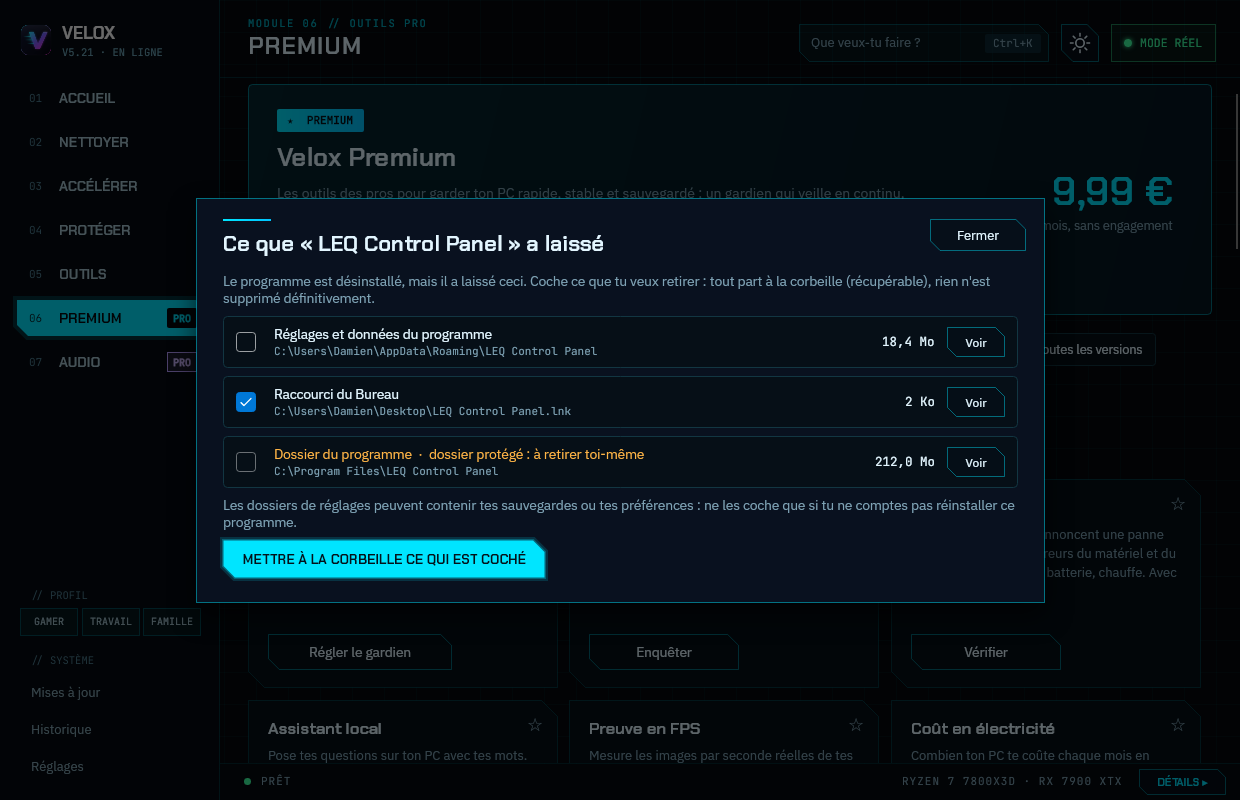 VELOX
V5.21 · EN LIGNE
01 ACCUEIL
02 NETTOYER
03 ACCÉLÉRER
04 PROTÉGER
05 OUTILS
06 PREMIUM PRO
07 AUDIO PRO
// PROFIL
GAMER TRAVAIL FAMILLE
// SYSTÈME
Mises à jour
Historique
Réglages
MODULE 06 // OUTILS PRO
PREMIUM
Que veux-tu faire ? Ctrl+K
MODE RÉEL
★ PREMIUM
Velox Premium
Les outils des pros pour garder ton PC rapide, stable et sauvegardé : un gardien qui veille en continu,
9,99 €
mois, sans engagement
Ce que « LEQ Control Panel » a laissé
Fermer
Le programme est désinstallé, mais il a laissé ceci. Coche ce que tu veux retirer : tout part à la corbeille (récupérable), rien n'est
supprimé définitivement.
Réglages et données du programme
C:\Users\Damien\AppData\Roaming\LEQ Control Panel
18,4 Mo Voir
Raccourci du Bureau
C:\Users\Damien\Desktop\LEQ Control Panel.lnk
2 Ko Voir
Dossier du programme · dossier protégé : à retirer toi-même
C:\Program Files\LEQ Control Panel
212,0 Mo Voir
Les dossiers de réglages peuvent contenir tes sauvegardes ou tes préférences : ne les coche que si tu ne comptes pas réinstaller ce
programme.
METTRE À LA CORBEILLE CE QUI EST COCHÉ
outes les versions
nnoncent une panne
reurs du matériel et du
batterie, chauffe. Avec
Régler le gardien
Enquêter
Vérifier
Assistant local
Pose tes questions sur ton PC avec tes mots.
Preuve en FPS
Mesure les images par seconde réelles de tes
Coût en électricité
Combien ton PC te coûte chaque mois en
PRÊT
RYZEN 7 7800X3D · RX 7900 XTX
DÉTAILS ▸